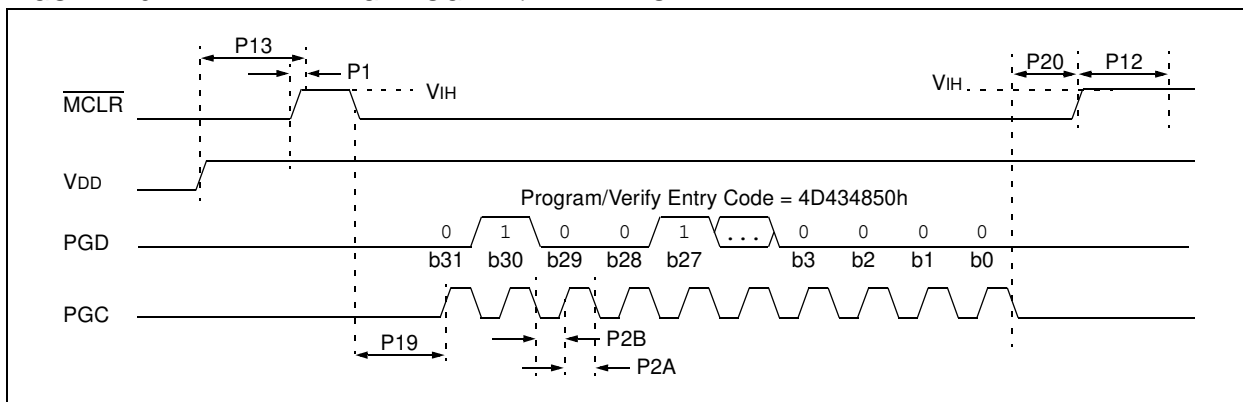 P13
P20
P12
P1
VIH
VIH
MCLR
VDD
Program/Verify Entry Code = 4D434850h
PGD
0 1 0 0 1 ... 0 0 0 0
b31 b30 b29 b28 b27 b3 b2 b1 b0
PGC
P19
P2B
P2A